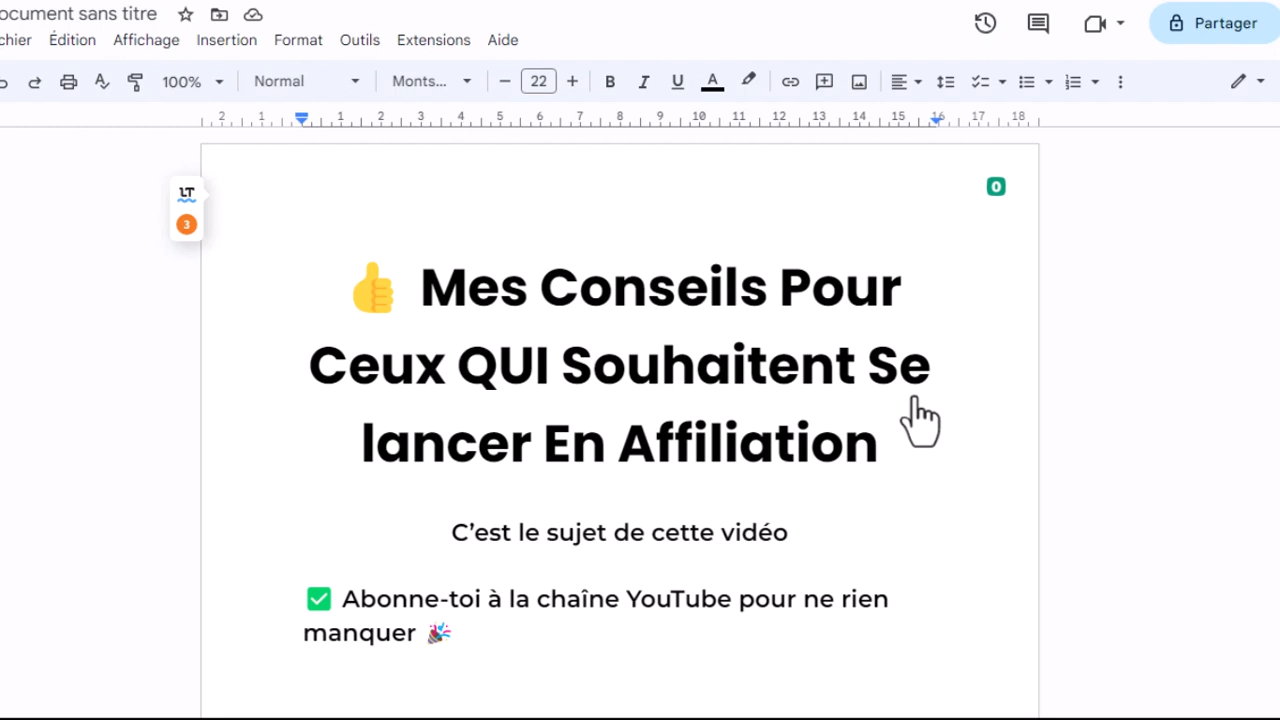 ocument sans titre
chier Édition Affichage Insertion Format Outils Extensions Aide
Partager
100% Normal Monts... 22 B I U A
2 1 1 2 3 4 5 6 7 8 9 10 11 12 13 14 15 16 17 18
LT
3
0
👍 Mes Conseils Pour
Ceux QUI Souhaitent Se
lancer En Affiliation
C’est le sujet de cette vidéo
✅ Abonne-toi à la chaîne YouTube pour ne rien
manquer 🎉